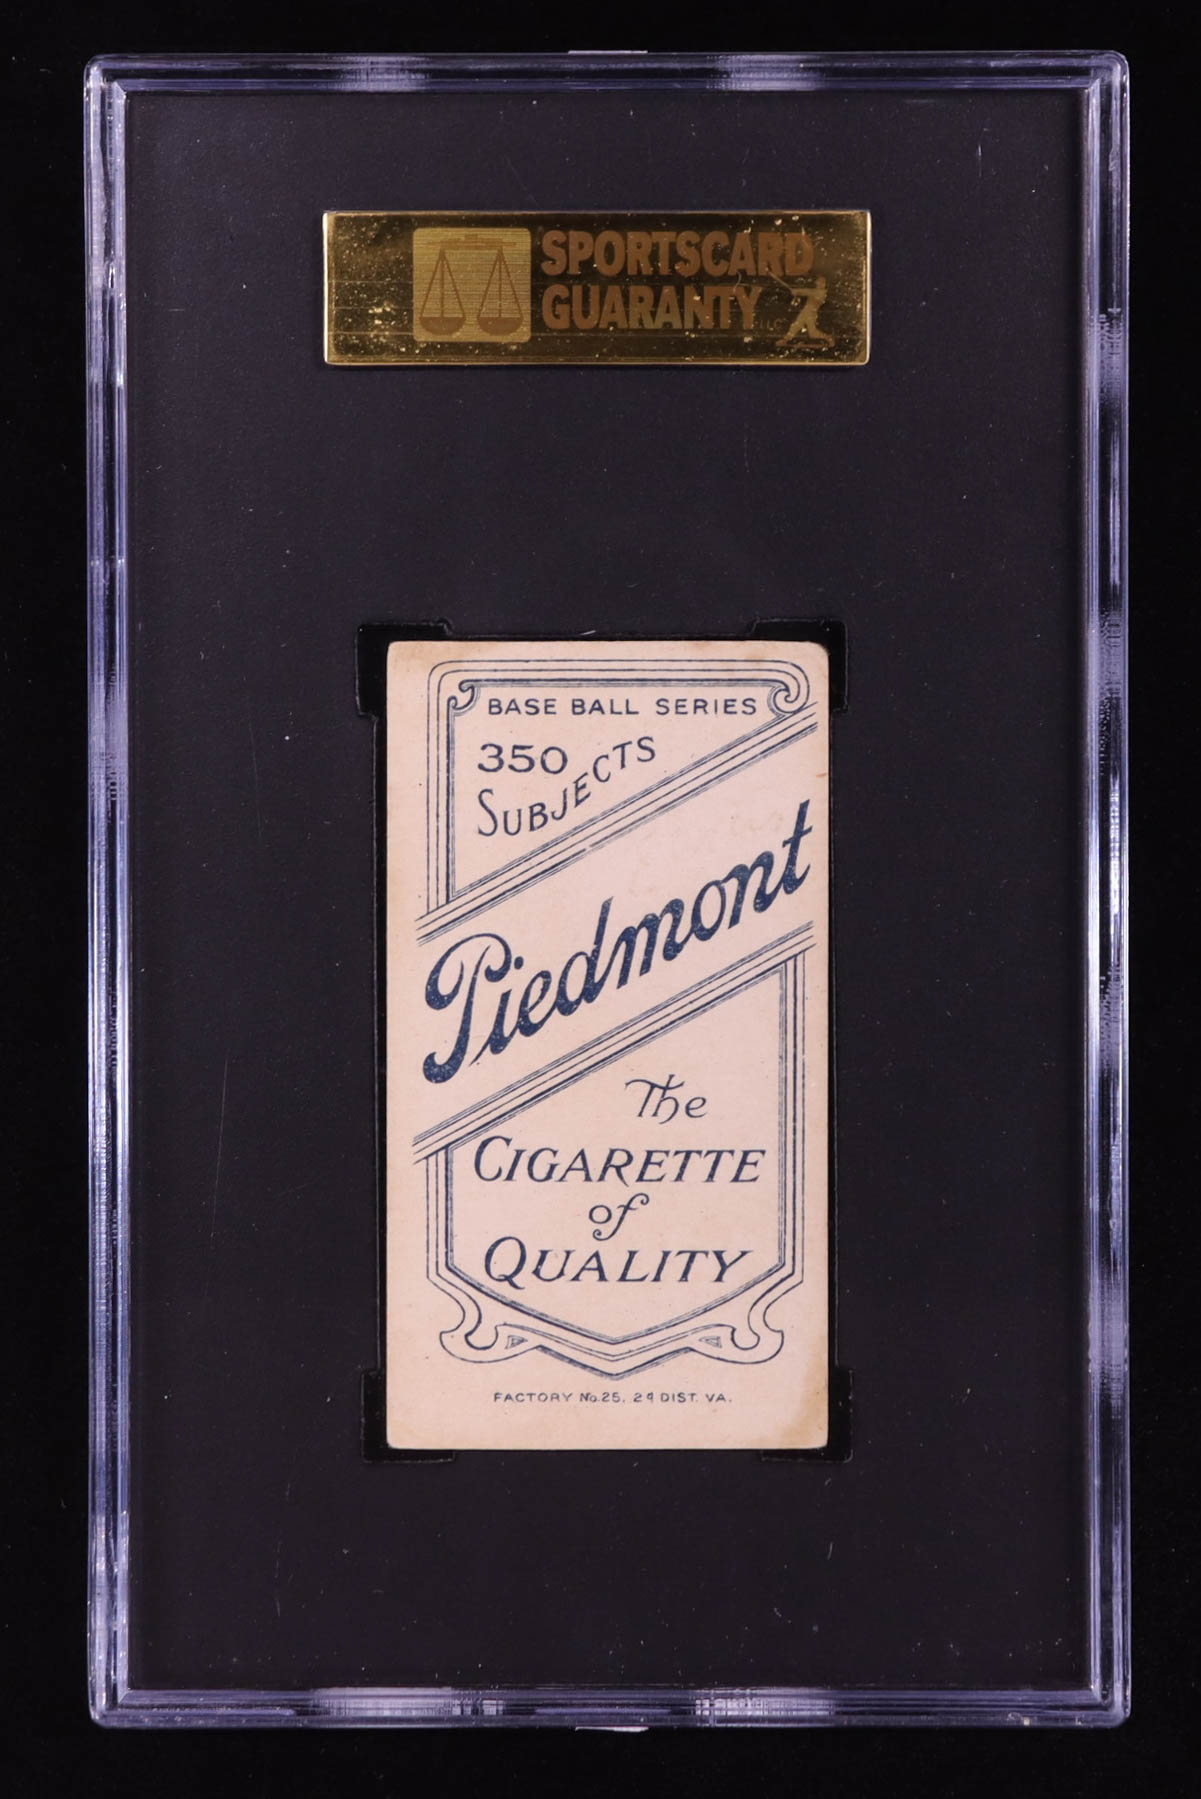 SPORTSCARD
GUARANTY
BASE BALL SERIES
350
SUBJECTS
Piedmont
The
CIGARETTE
of
QUALITY
FACTORY No. 25, 2d DIST. VA.